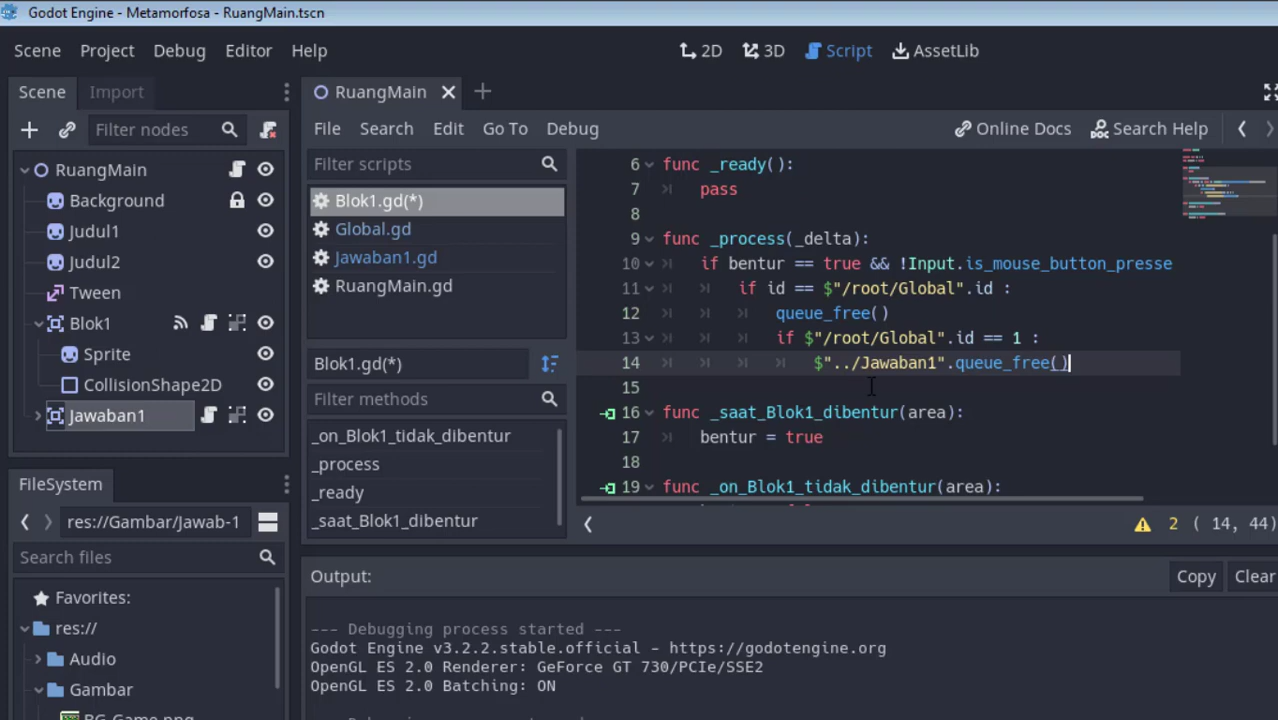 Godot Engine - Metamorfosa - RuangMain.tscn
Scene Project Debug Editor Help
2D 3D Script AssetLib
Scene Import
RuangMain
Filter nodes
RuangMain
Background
Judul1
Judul2
Tween
Blok1
Sprite
CollisionShape2D
Jawaban1
FileSystem
res://Gambar/Jawab-1
Search files
Favorites:
res://
Audio
Gambar
BG-Game.png
File Search Edit Go To Debug
Online Docs Search Help
Filter scripts
Blok1.gd(*)
Global.gd
Jawaban1.gd
RuangMain.gd
Blok1.gd(*)
Filter methods
_on_Blok1_tidak_dibentur
_process
_ready
_saat_Blok1_dibentur
6 func _ready():
7 pass
8
9 func _process(_delta):
10 if bentur == true && !Input.is_mouse_button_presse
11 if id == $"/root/Global".id :
12 queue_free()
13 if $"/root/Global".id == 1 :
14 $"../Jawaban1".queue_free()
15
16 func _saat_Blok1_dibentur(area):
17 bentur = true
18
19 func _on_Blok1_tidak_dibentur(area):
2 ( 14, 44)
Output:
Copy Clear
--- Debugging process started ---
Godot Engine v3.2.2.stable.official - https://godotengine.org
OpenGL ES 2.0 Renderer: GeForce GT 730/PCIe/SSE2
OpenGL ES 2.0 Batching: ON